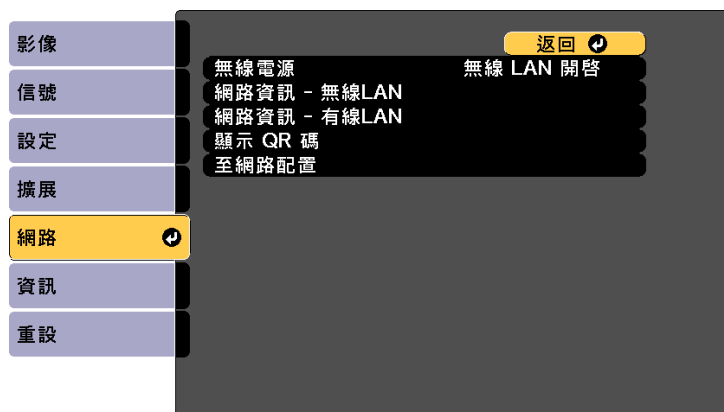 影像
信號
設定
擴展
網路
資訊
重設
返回
無線電源 無線 LAN 開啓
網路資訊 - 無線LAN
網路資訊 - 有線LAN
顯示 QR 碼
至網路配置